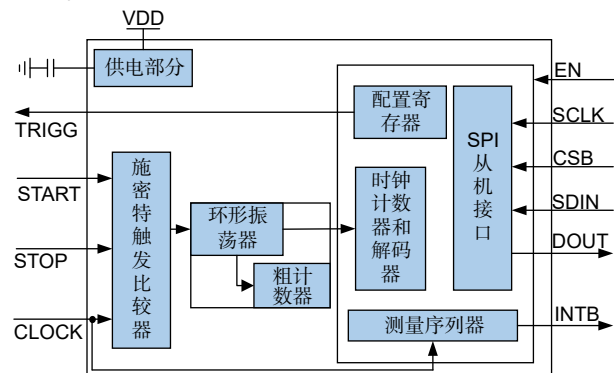 VDD
供电部分
EN
TRIGG
配置寄
存器
SCLK
SPI
从
机
接
口
CSB
START
施
密
特
触
发
比
较
器
时钟
计数
器和
解码
器
SDIN
环形振
荡器
DOUT
STOP
粗计
数器
CLOCK
测量序列器
INTB